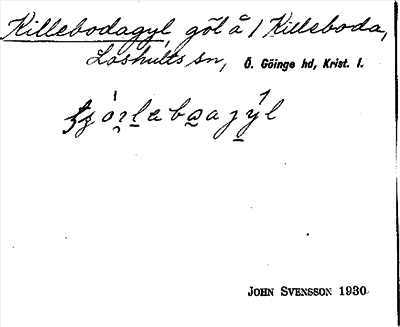 Killebodagyl, göl å / Killeboda,
Loshults sn, Ö. Göinge hd, Krist. l.
JOHN SVENSSON 1930